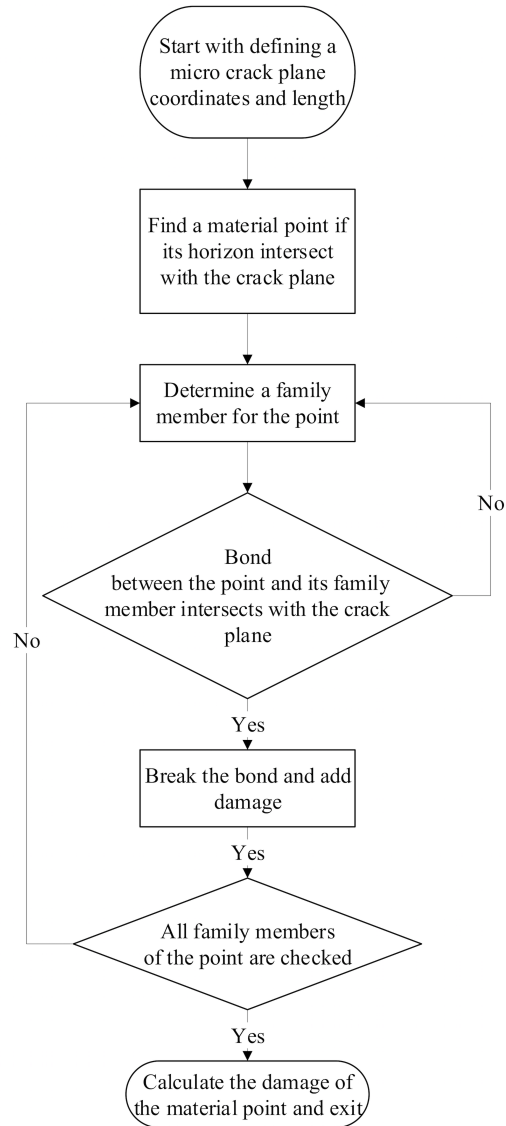 Start with defining a
micro crack plane
coordinates and length
Find a material point if
its horizon intersect
with the crack plane
Determine a family
member for the point
No
Bond
between the point and its family
member intersects with the crack
plane
No
Yes
Break the bond and add
damage
Yes
All family members
of the point are checked
Yes
Calculate the damage of
the material point and exit